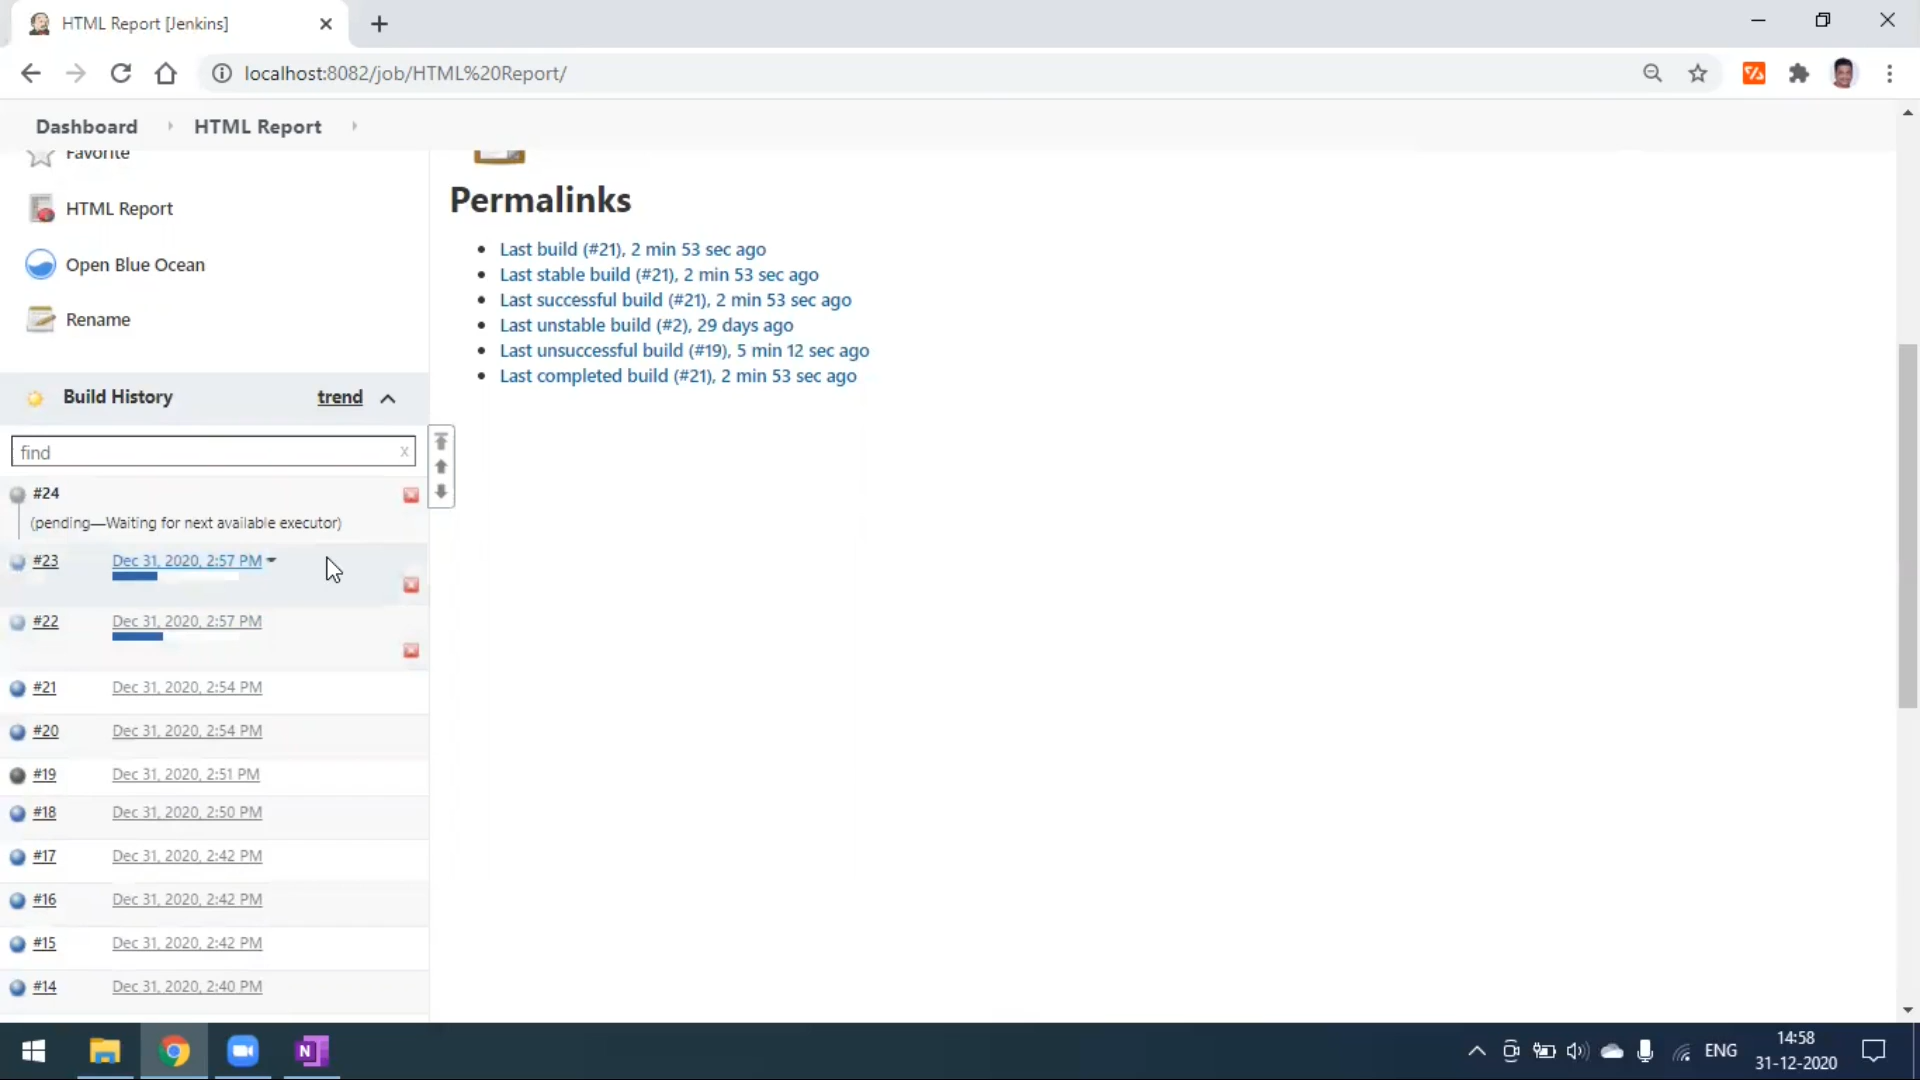 HTML Report [Jenkins]
localhost:8082/job/HTML%20Report/
Dashboard
HTML Report
Favorite
HTML Report
Open Blue Ocean
Rename
Build History
trend
find
x
#24
(pending—Waiting for next available executor)
#23 Dec 31, 2020, 2:57 PM
#22 Dec 31, 2020, 2:57 PM
#21 Dec 31, 2020, 2:54 PM
#20 Dec 31, 2020, 2:54 PM
#19 Dec 31, 2020, 2:51 PM
#18 Dec 31, 2020, 2:50 PM
#17 Dec 31, 2020, 2:42 PM
#16 Dec 31, 2020, 2:42 PM
#15 Dec 31, 2020, 2:42 PM
#14 Dec 31, 2020, 2:40 PM
Permalinks
Last build (#21), 2 min 53 sec ago
Last stable build (#21), 2 min 53 sec ago
Last successful build (#21), 2 min 53 sec ago
Last unstable build (#2), 29 days ago
Last unsuccessful build (#19), 5 min 12 sec ago
Last completed build (#21), 2 min 53 sec ago
N
ENG
14:58
31-12-2020